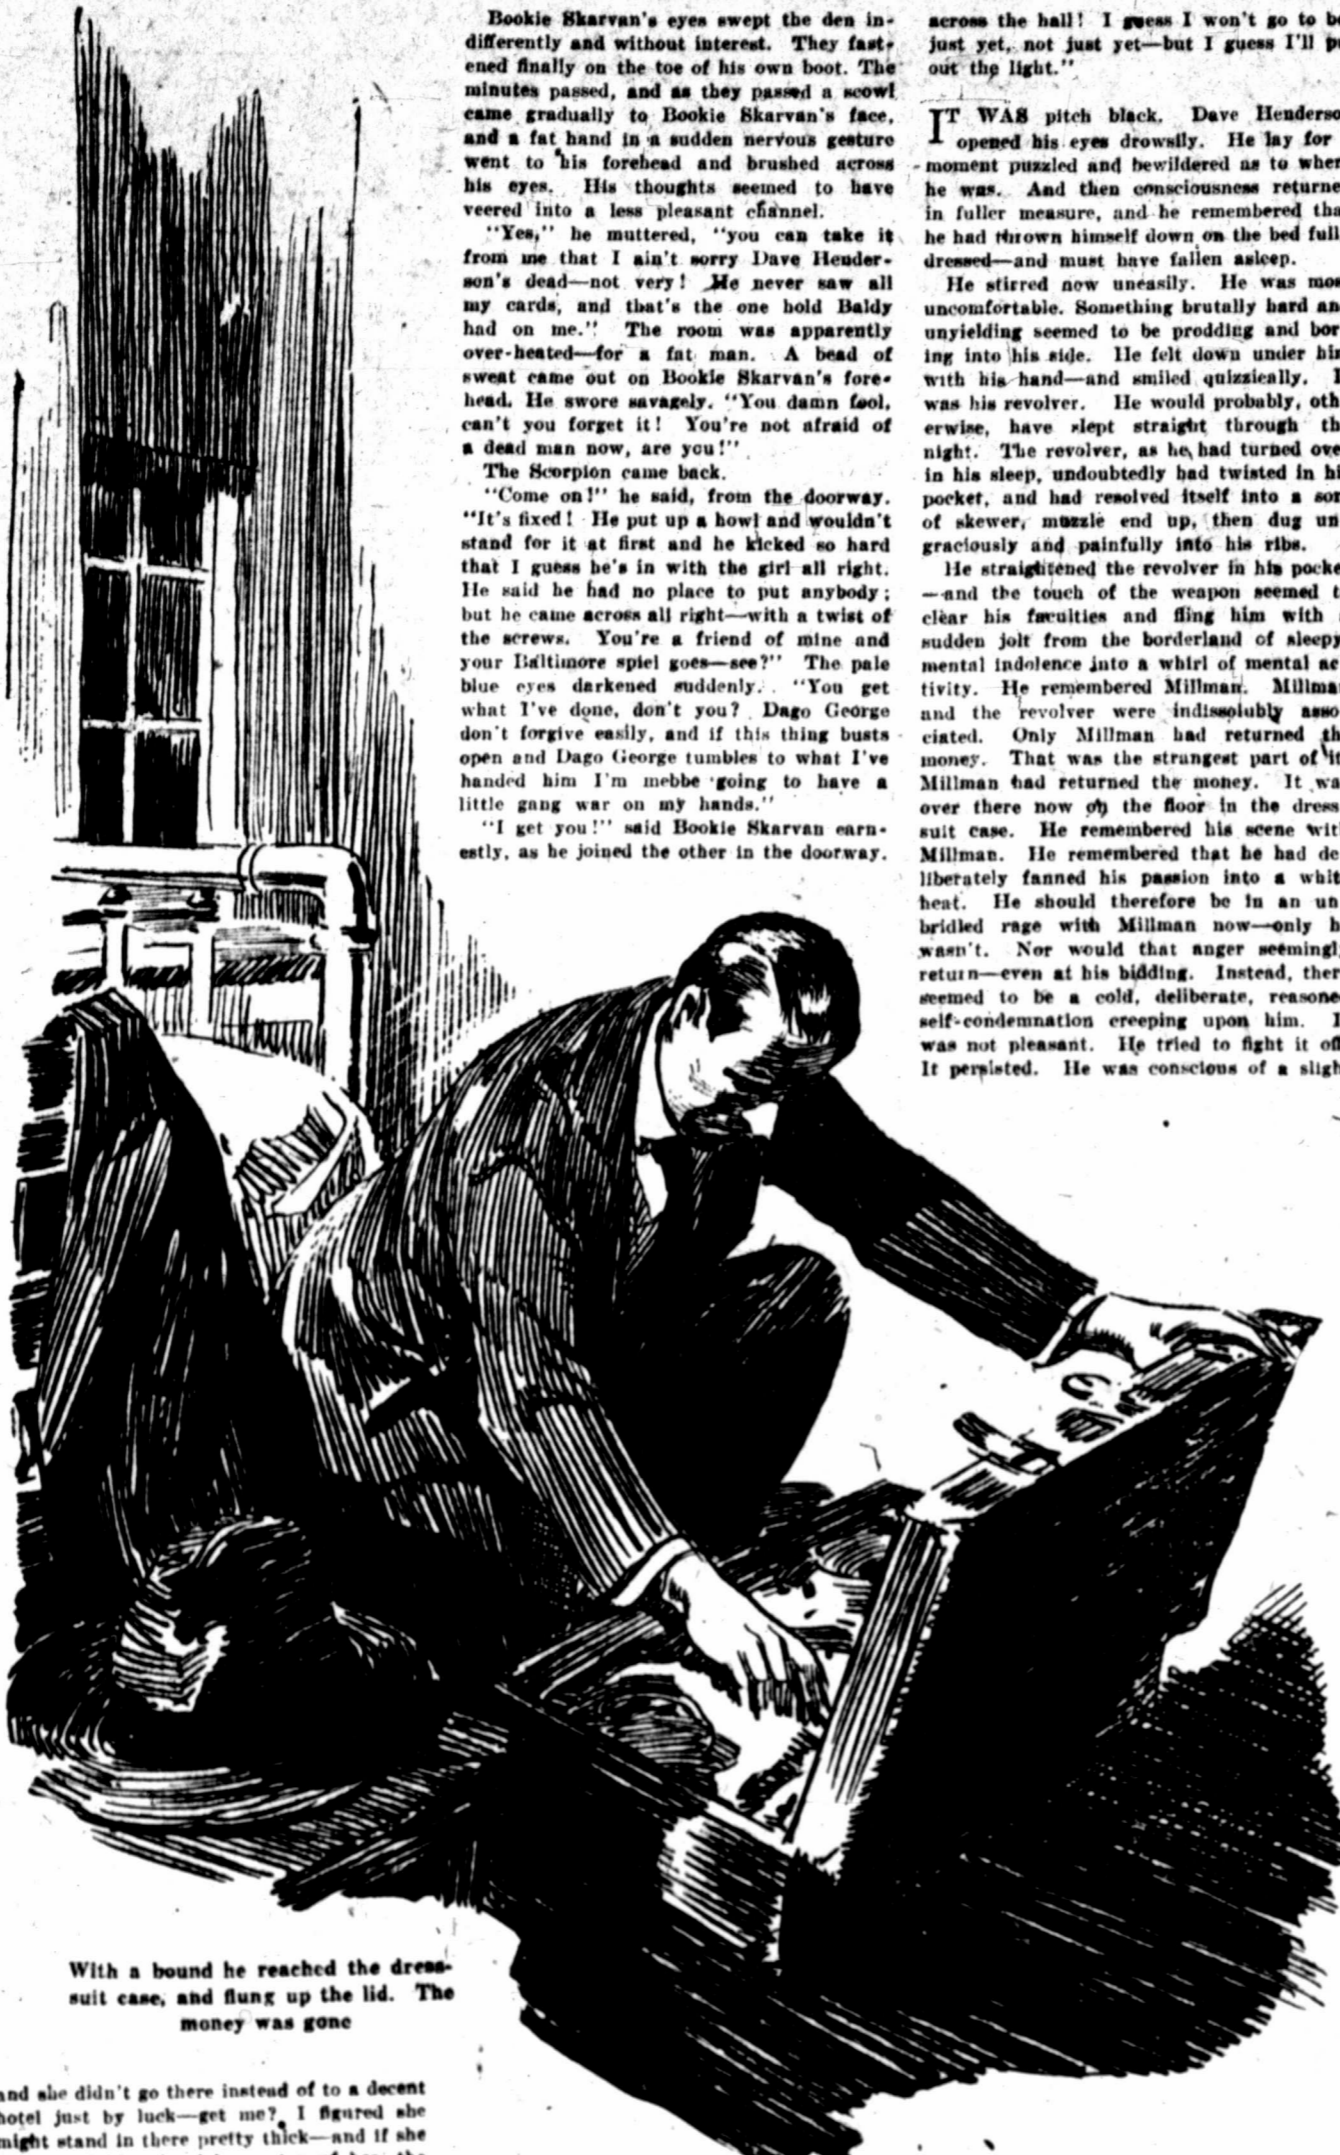 Bookie Skarvan's eyes swept the den in-
differently and without interest. They fast-
ened finally on the toe of his own boot. The
minutes passed, and as they passed a scowl
came gradually to Bookie Skarvan's face,
and a fat hand in a sudden nervous gesture
went to his forehead and brushed across
his eyes. His thoughts seemed to have
veered into a less pleasant channel.
"Yes," he muttered, "you can take it
from me that I ain't sorry Dave Hender-
son's dead—not very! He never saw all
my cards, and that's the one hold Baldy
had on me." The room was apparently
over-heated—for a fat man. A bead of
sweat came out on Bookie Skarvan's fore-
head. He swore savagely. "You damn fool,
can't you forget it! You're not afraid of
a dead man now, are you!"
The Scorpion came back.
"Come on!" he said, from the doorway.
"It's fixed! He put up a howl and wouldn't
stand for it at first and he kicked so hard
that I guess he's in with the girl all right.
He said he had no place to put anybody;
but he came across all right—with a twist of
the screws. You're a friend of mine and
your Baltimore spiel goes—see?" The pale
blue eyes darkened suddenly. "You get
what I've done, don't you? Dago George
don't forgive easily, and if this thing busts
open and Dago George tumbles to what I've
handed him I'm mebbe going to have a
little gang war on my hands."
"I get you!" said Bookie Skarvan earn-
estly, as he joined the other in the doorway.
With a bound he reached the dress-
suit case, and flung up the lid. The
money was gone
and she didn't go there instead of to a decent
hotel just by luck—get me? I figured she
might stand in there pretty thick—and if she
across the hall! I guess I won't go to
just yet, not just yet—but I guess I'll
out the light."
IT WAS pitch black. Dave Henderso
opened his eyes drowsily. He lay for
moment puzzled and bewildered as to wher
he was. And then consciousness returne
in fuller measure, and he remembered tha
he had thrown himself down on the bed full
dressed—and must have fallen asleep.
He stirred now uneasily. He was mos
uncomfortable. Something brutally hard an
unyielding seemed to be prodding and bor
ing into his side. He felt down under hi
with his hand—and smiled quizzically. I
was his revolver. He would probably, oth
erwise, have slept straight through th
night. The revolver, as he had turned ove
in his sleep, undoubtedly had twisted in hi
pocket, and had resolved itself into a sor
of skewer, muzzle end up, then dug un
graciously and painfully into his ribs.
He straightened the revolver in his pocke
—and the touch of the weapon seemed t
clear his faculties and fling him with
sudden jolt from the borderland of sleepy
mental indolence into a whirl of mental ac
tivity. He remembered Millman. Millma
and the revolver were indissolubly asso
ciated. Only Millman had returned th
money. That was the strangest part of it
Millman had returned the money. It wa
over there now on the floor in the dress
suit case. He remembered his scene wit
Millman. He remembered that he had de
liberately fanned his passion into a whit
heat. He should therefore be in an un
bridled rage with Millman now—only h
wasn't. Nor would that anger seemingl
return—even at his bidding. Instead, ther
seemed to be a cold, deliberate, reasone
self-condemnation creeping upon him. I
was not pleasant. He tried to fight it off
It persisted. He was conscious of a sligh